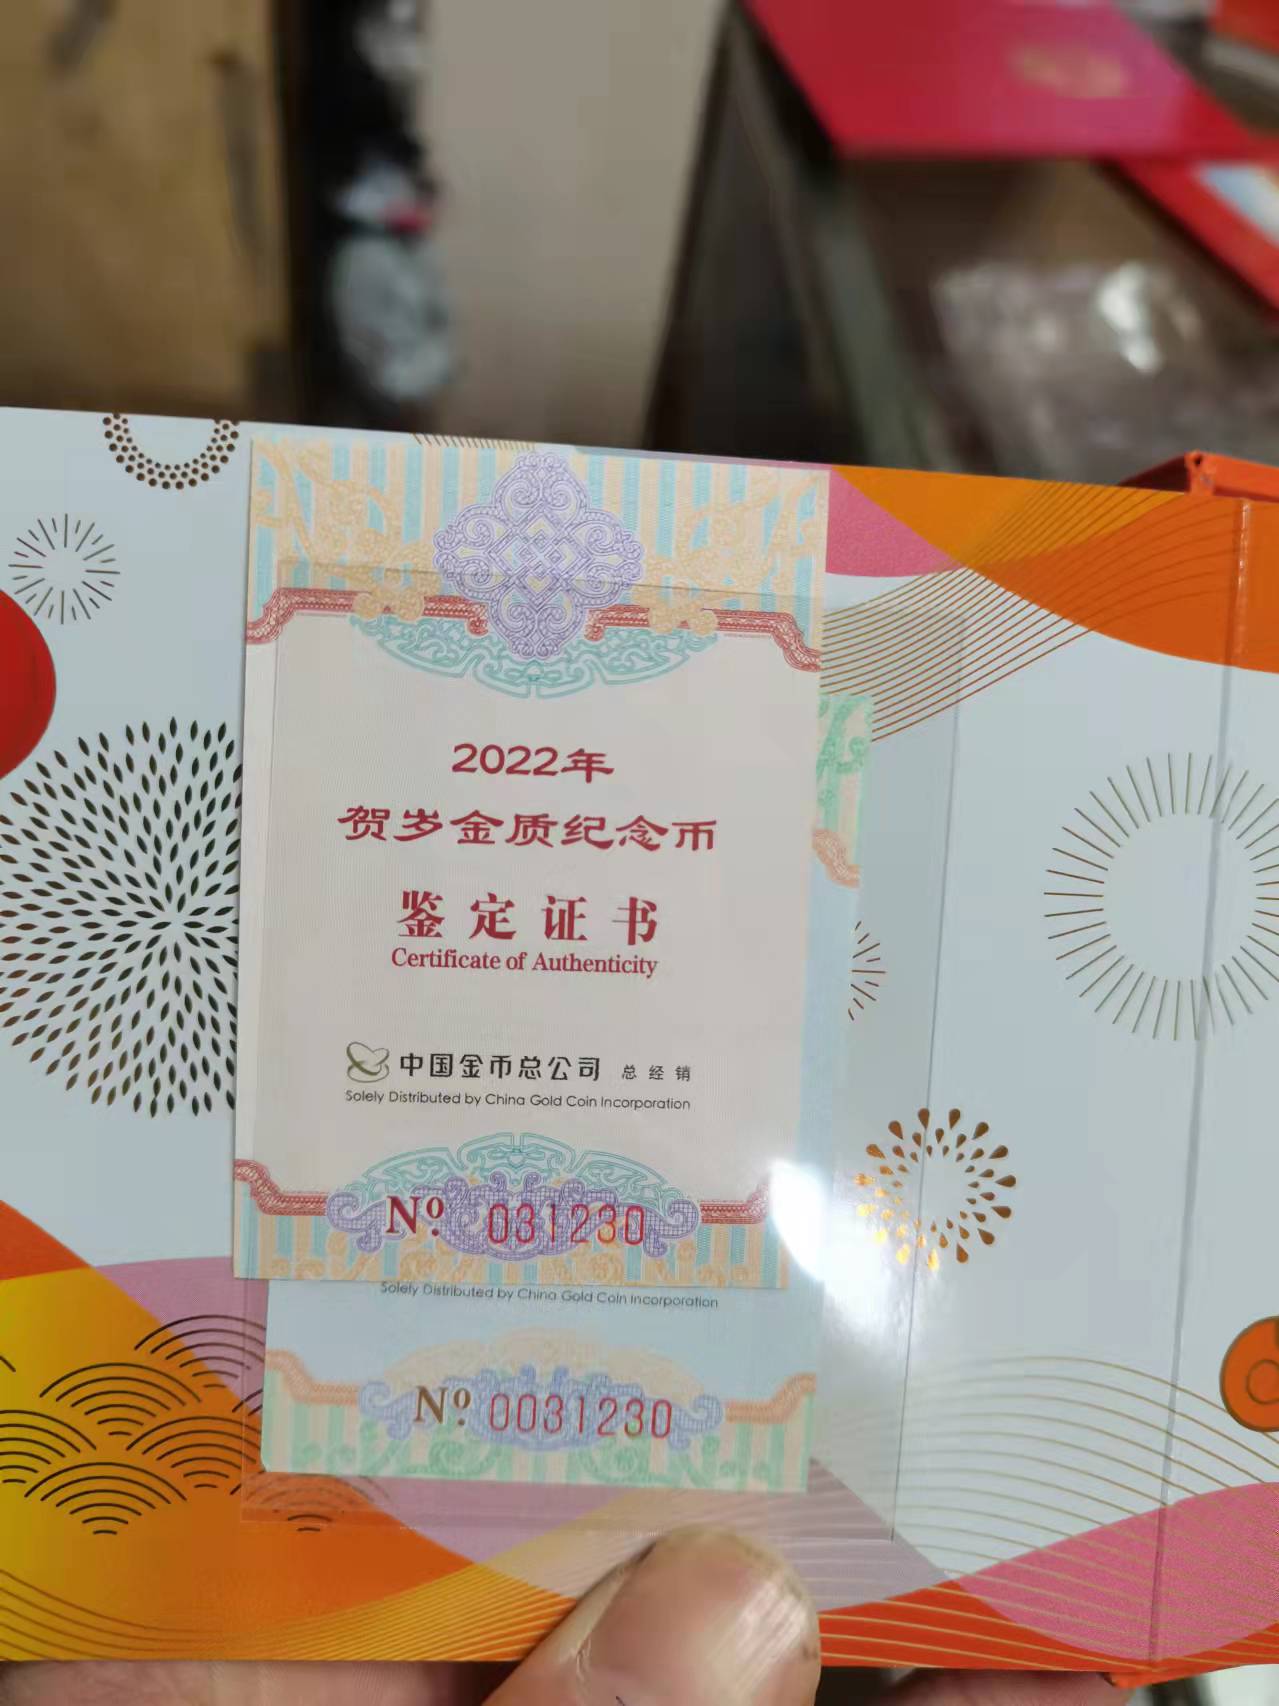 2022年
贺岁金质纪念币
鉴定证书
Certificate of Authenticity
中国金币总公司 总经销
Solely Distributed by China Gold Coin Incorporation
Nº 031230
Solely Distributed by China Gold Coin Incorporation
Nº 0031230